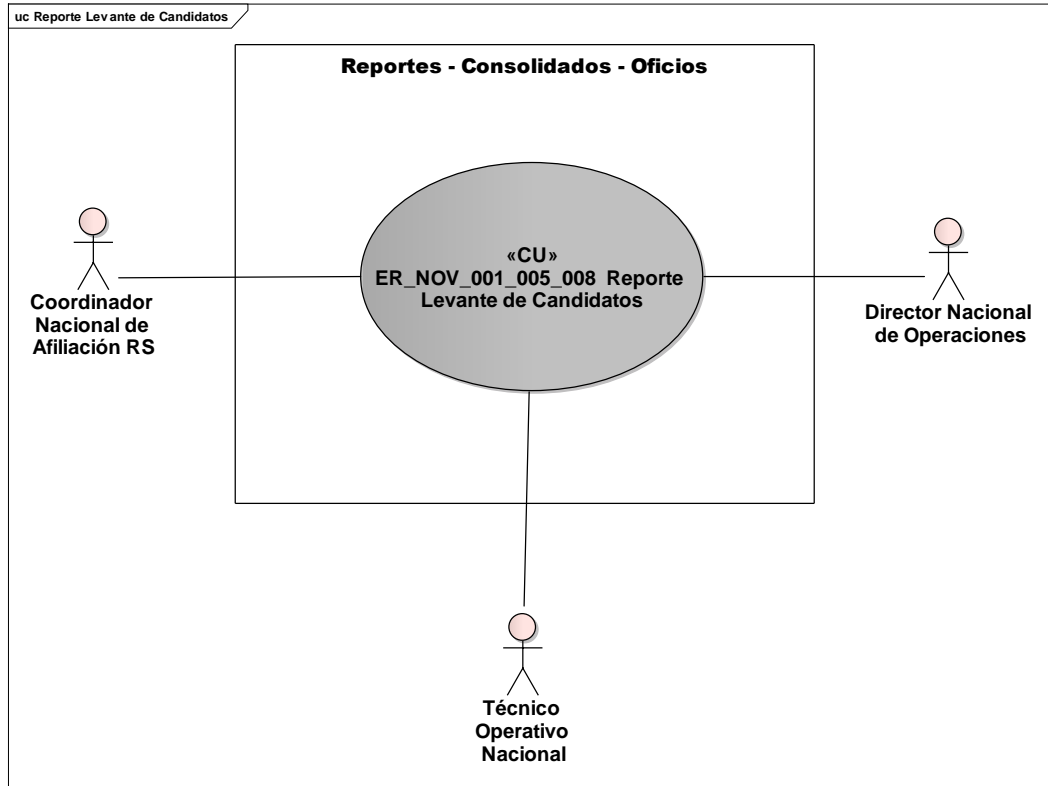 uc Reporte Levante de Candidatos
Reportes - Consolidados - Oficios
«CU»
ER_NOV_001_005_008 Reporte
Levante de Candidatos
Coordinador
Nacional de
Afiliación RS
Director Nacional
de Operaciones
Técnico
Operativo
Nacional